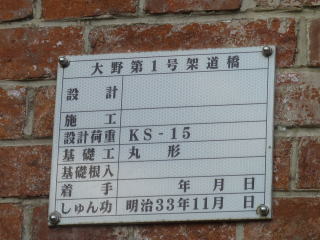 大野第1号架道橋
設計
施工
設計荷重 KS-15
基礎工 丸形
基礎根入
着手 年 月 日
しゅん功 明治33年11月 日